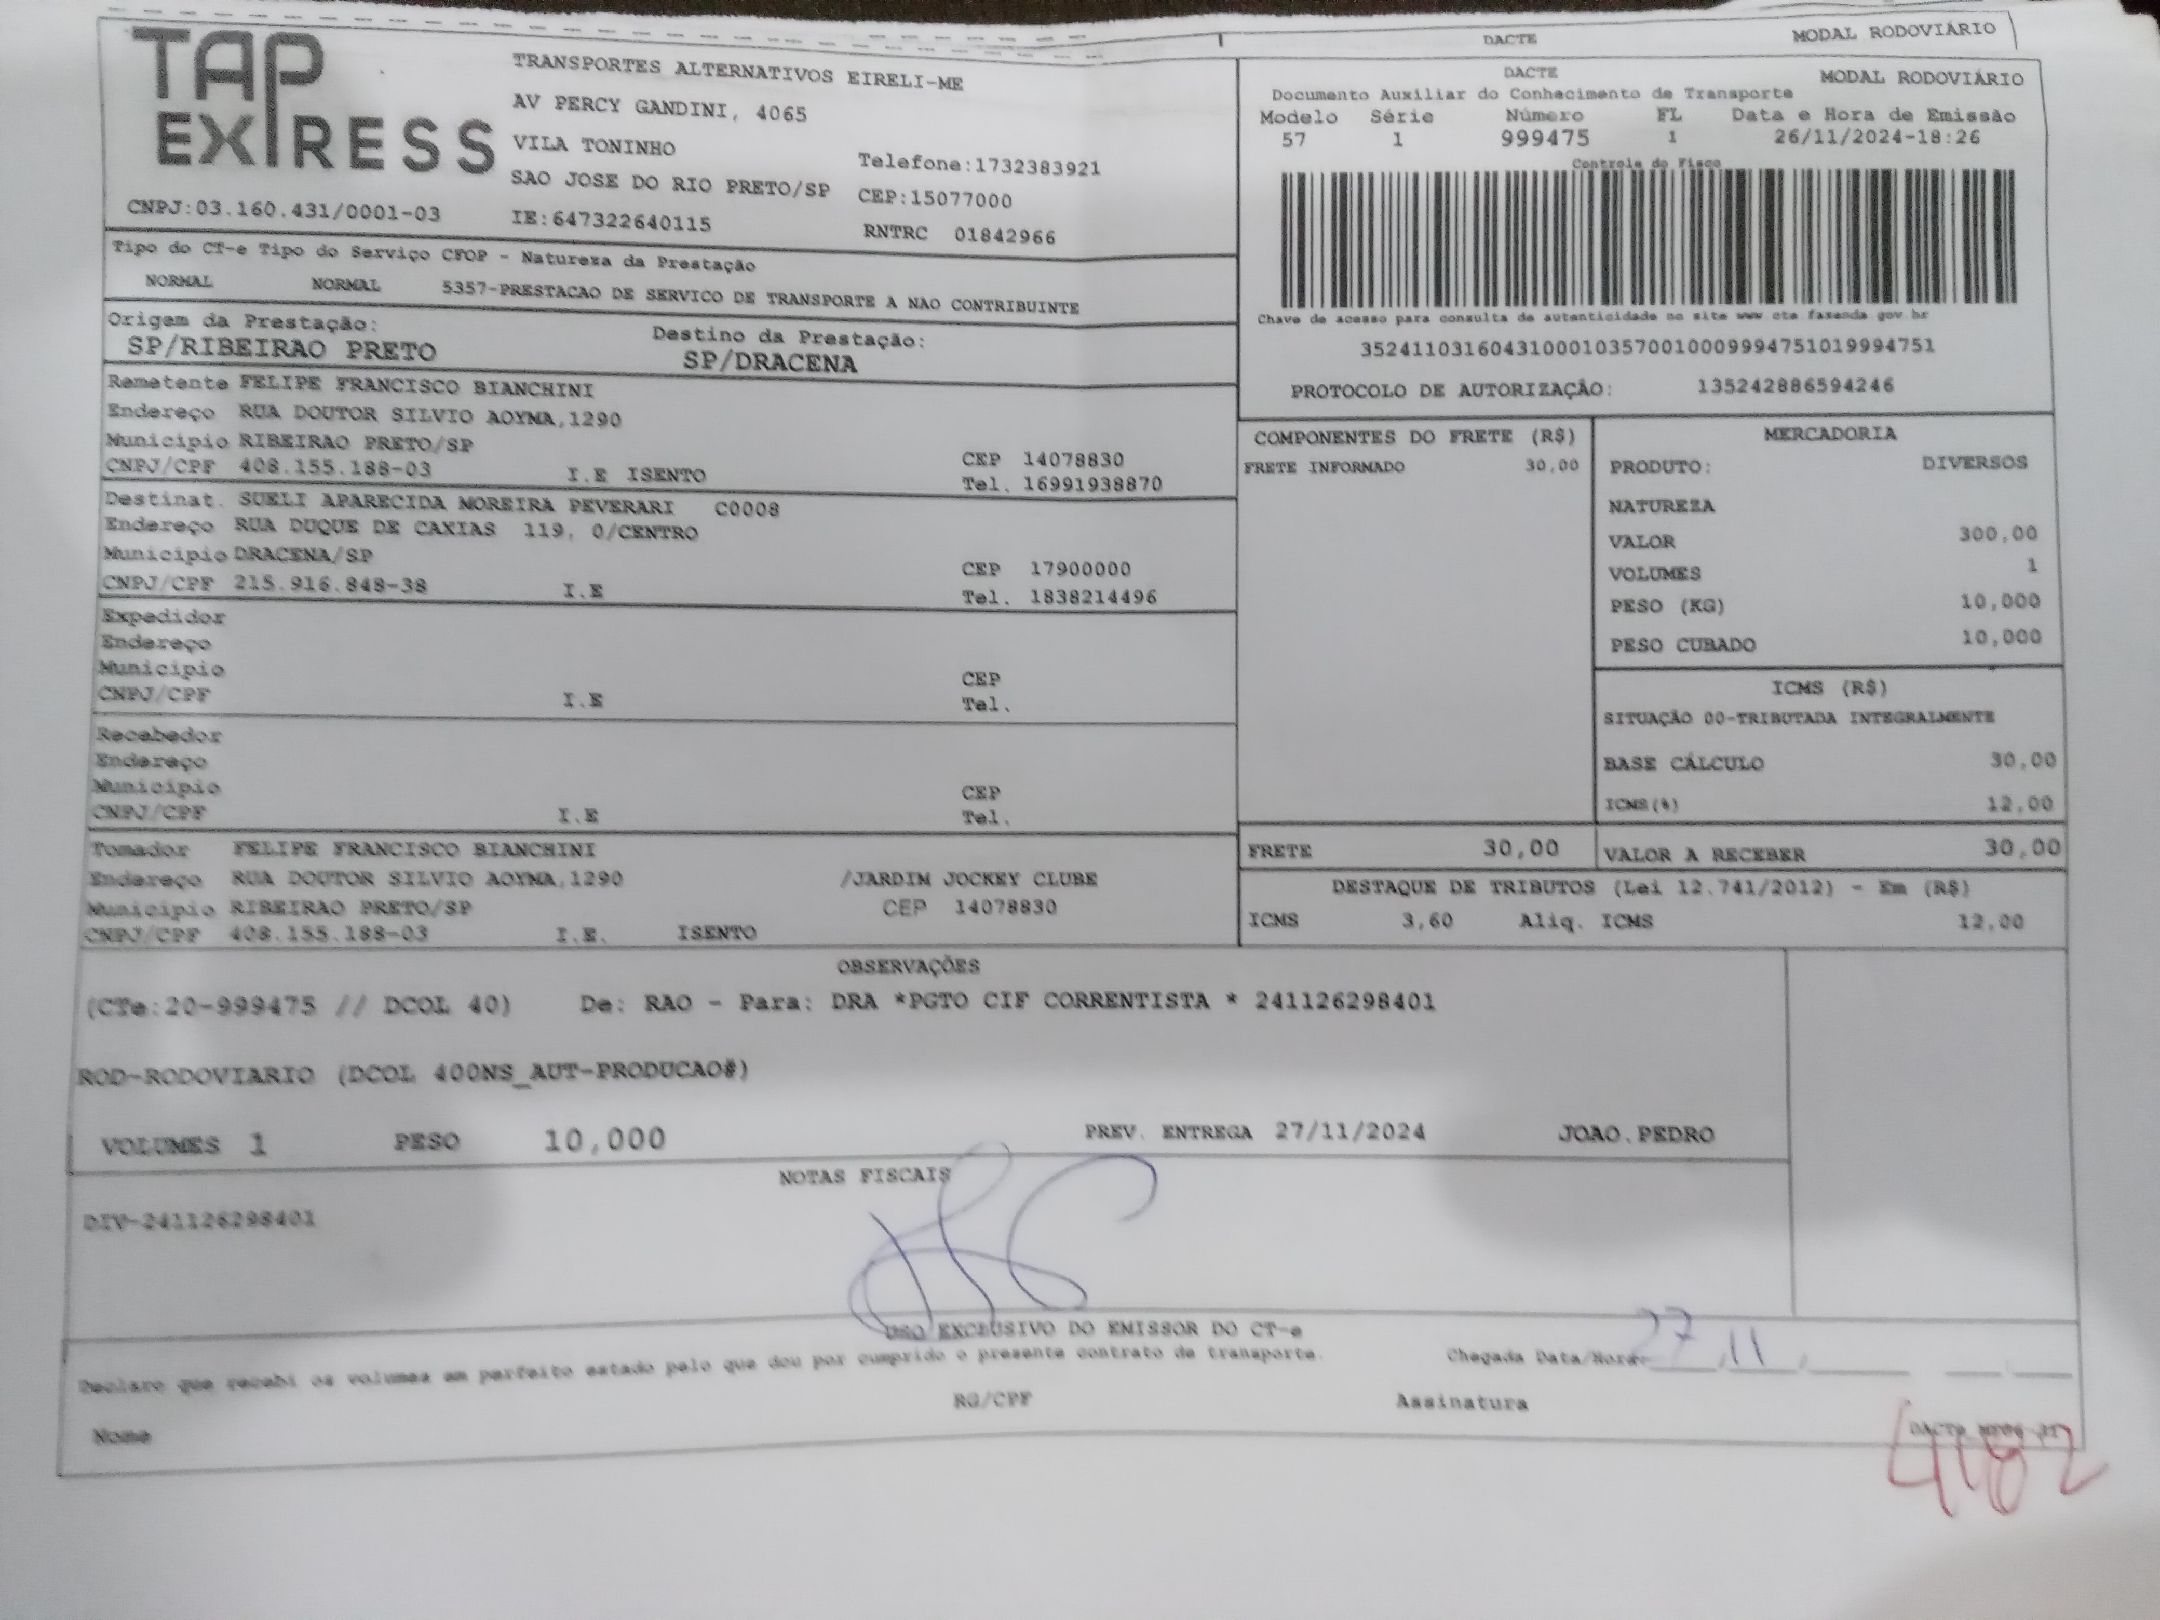 DACTE MODAL RODOVIÁRIO
TAP EXPRESS
TRANSPORTES ALTERNATIVOS EIRELI-ME
AV PERCY GANDINI, 4065
VILA TONINHO
Telefone:1732383921
SAO JOSE DO RIO PRETO/SP CEP:15077000
CNPJ:03.160.431/0001-03 IE:647322640115 RNTRC 01842966
DACTE MODAL RODOVIÁRIO
Documento Auxiliar do Conhecimento de Transporte
Modelo Série Número FL Data e Hora de Emissão
57 1 999475 1 26/11/2024-18:26
Controle do Fisco
Chave de acesso para consulta de autenticidade no site www cte fazenda gov.br
35241103160431000103570010009994751019994751
PROTOCOLO DE AUTORIZAÇÃO: 135242886594246
Tipo do CT-e Tipo do Serviço CFOP - Natureza da Prestação
NORMAL NORMAL 5357-PRESTACAO DE SERVICO DE TRANSPORTE A NAO CONTRIBUINTE
Origem da Prestação: Destino da Prestação:
SP/RIBEIRAO PRETO SP/DRACENA
Remetente FELIPE FRANCISCO BIANCHINI
Endereço RUA DOUTOR SILVIO AOYMA,1290
Município RIBEIRAO PRETO/SP CEP 14078830
CNPJ/CPF 408.155.188-03 I.E ISENTO Tel. 16991938870
Destinat. SUELI APARECIDA MOREIRA PEVERARI C0008
Endereço RUA DUQUE DE CAXIAS 119, 0/CENTRO
Município DRACENA/SP CEP 17900000
CNPJ/CPF 215.916.848-38 I.E Tel. 1838214496
Expedidor
Endereço
Município CEP
CNPJ/CPF I.E Tel.
Recebedor
Endereço
Município CEP
CNPJ/CPF I.E Tel.
Tomador FELIPE FRANCISCO BIANCHINI
Endereço RUA DOUTOR SILVIO AOYMA,1290 /JARDIM JOCKEY CLUBE
Município RIBEIRAO PRETO/SP CEP 14078830
CNPJ/CPF 408.155.188-03 I.E. ISENTO
COMPONENTES DO FRETE (R$)
FRETE INFORMADO 30,00
MERCADORIA
PRODUTO: DIVERSOS
NATUREZA
VALOR 300,00
VOLUMES 1
PESO (KG) 10,000
PESO CUBADO 10,000
ICMS (R$)
SITUAÇÃO 00-TRIBUTADA INTEGRALMENTE
BASE CÁLCULO 30,00
ICMS(%) 12,00
FRETE 30,00 VALOR A RECEBER 30,00
DESTAQUE DE TRIBUTOS (Lei 12.741/2012) - Em (R$)
ICMS 3,60 Aliq. ICMS 12,00
OBSERVAÇÕES
(CTe:20-999475 // DCOL 40) De: RAO - Para: DRA *PGTO CIF CORRENTISTA * 241126298401
ROD-RODOVIARIO (DCOL 400NS_AUT-PRODUCAO#)
VOLUMES 1 PESO 10,000 PREV. ENTREGA 27/11/2024 JOAO.PEDRO
NOTAS FISCAIS
DIV-241126298401
USO EXCLUSIVO DO EMISSOR DO CT-e
Declaro que recebi os volumes em perfeito estado pelo que dou por cumprido o presente contrato de transporte. Chegada Data/Hora 27 11
RG/CPF Assinatura
Nome
4182